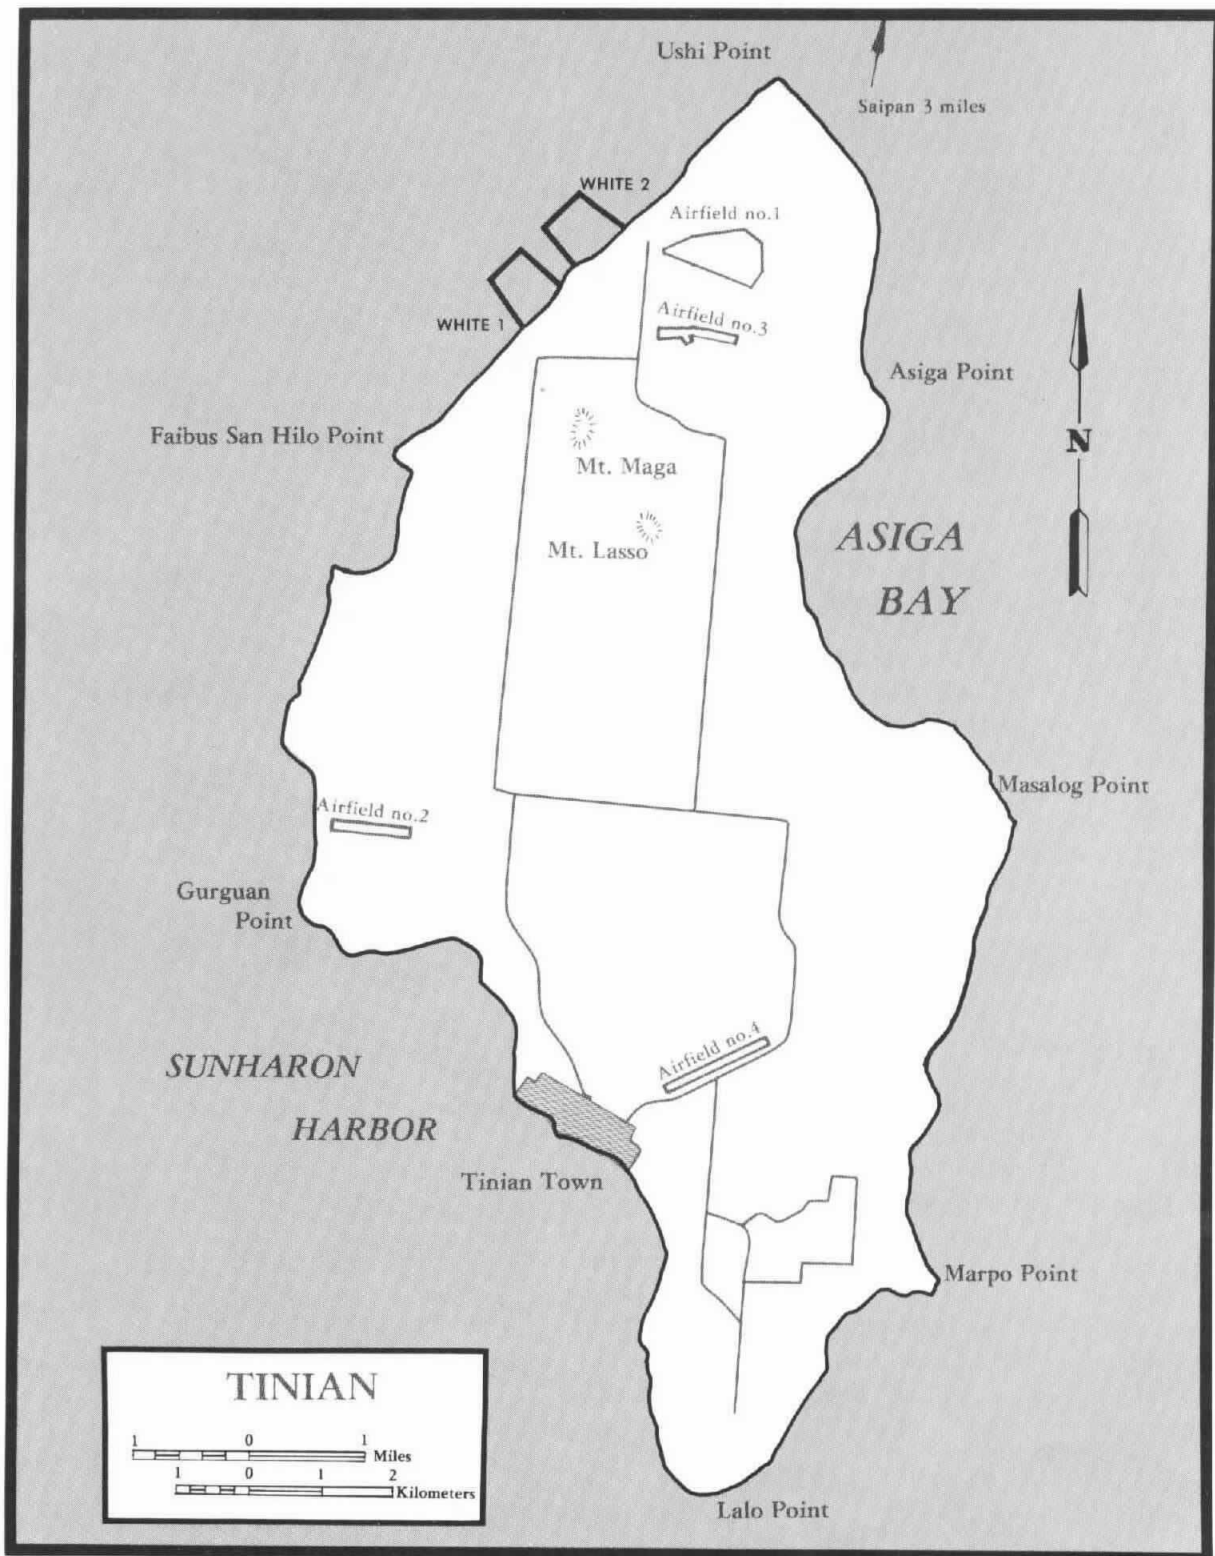 Ushi Point
Saipan 3 miles
WHITE 2
Airfield no.1
WHITE 1
Airfield no.3
Asiga Point
Faibus San Hilo Point
N
Mt. Maga
ASIGA
BAY
Mt. Lasso
Masalog Point
Airfield no.2
Gurguan
Point
SUNHARON
HARBOR
Airfield no.4
Tinian Town
Marpo Point
TINIAN
1 0 1
Miles
1 0 1 2
Kilometers
Lalo Point